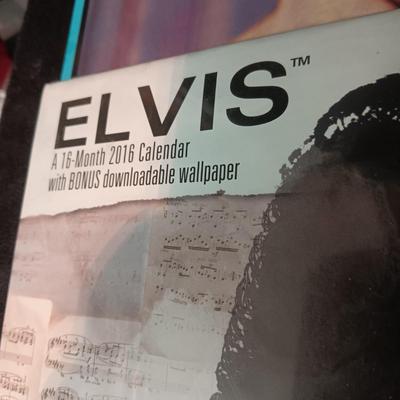 ELVIS™
A 16-Month 2016 Calendar
with BONUS downloadable wallpaper